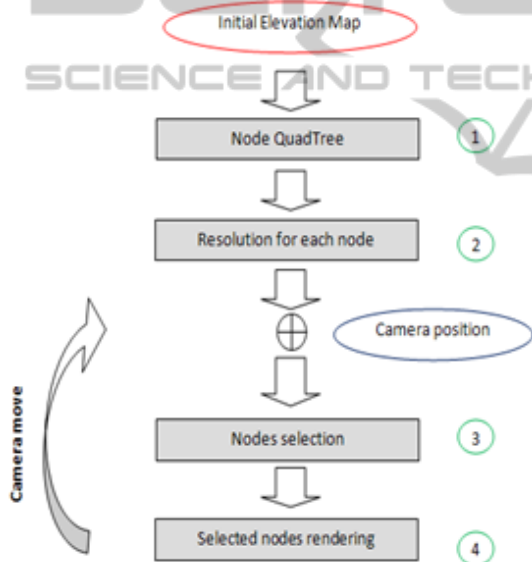 Initial Elevation Map
SCIENCE AND TECH
Node QuadTree
1
Resolution for each node
2
Camera position
Camera move
Nodes selection
3
Selected nodes rendering
4